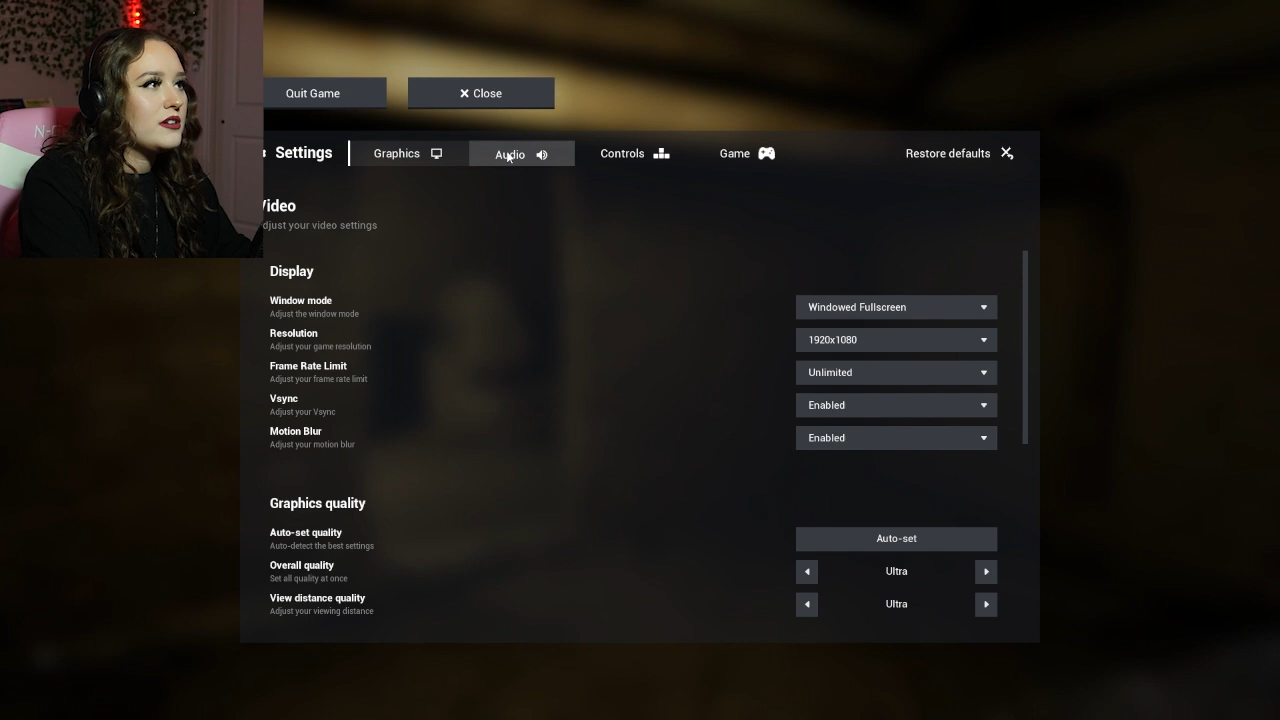 N-
Quit Game
× Close
Settings
Graphics
Audio
Controls
Game
Restore defaults
Video
djust your video settings
Display
Window mode
Adjust the window mode
Windowed Fullscreen
Resolution
Adjust your game resolution
1920x1080
Frame Rate Limit
Adjust your frame rate limit
Unlimited
Vsync
Adjust your Vsync
Enabled
Motion Blur
Adjust your motion blur
Enabled
Graphics quality
Auto-set quality
Auto-detect the best settings
Auto-set
Overall quality
Set all quality at once
Ultra
View distance quality
Adjust your viewing distance
Ultra